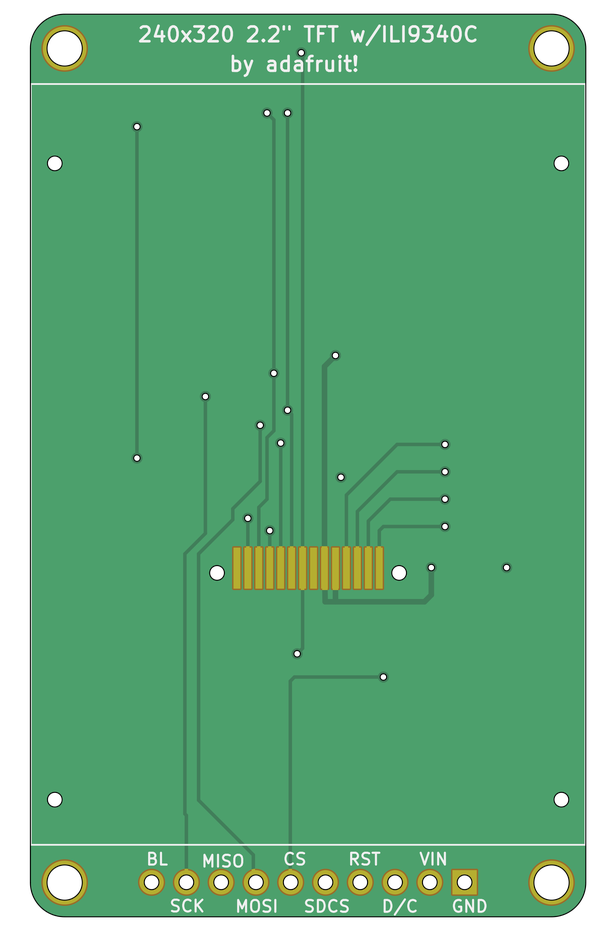 240x320 2.2" TFT w/ILI9340C
by adafruit!
BL MISO CS RST VIN
SCK MOSI SDCS D/C GND